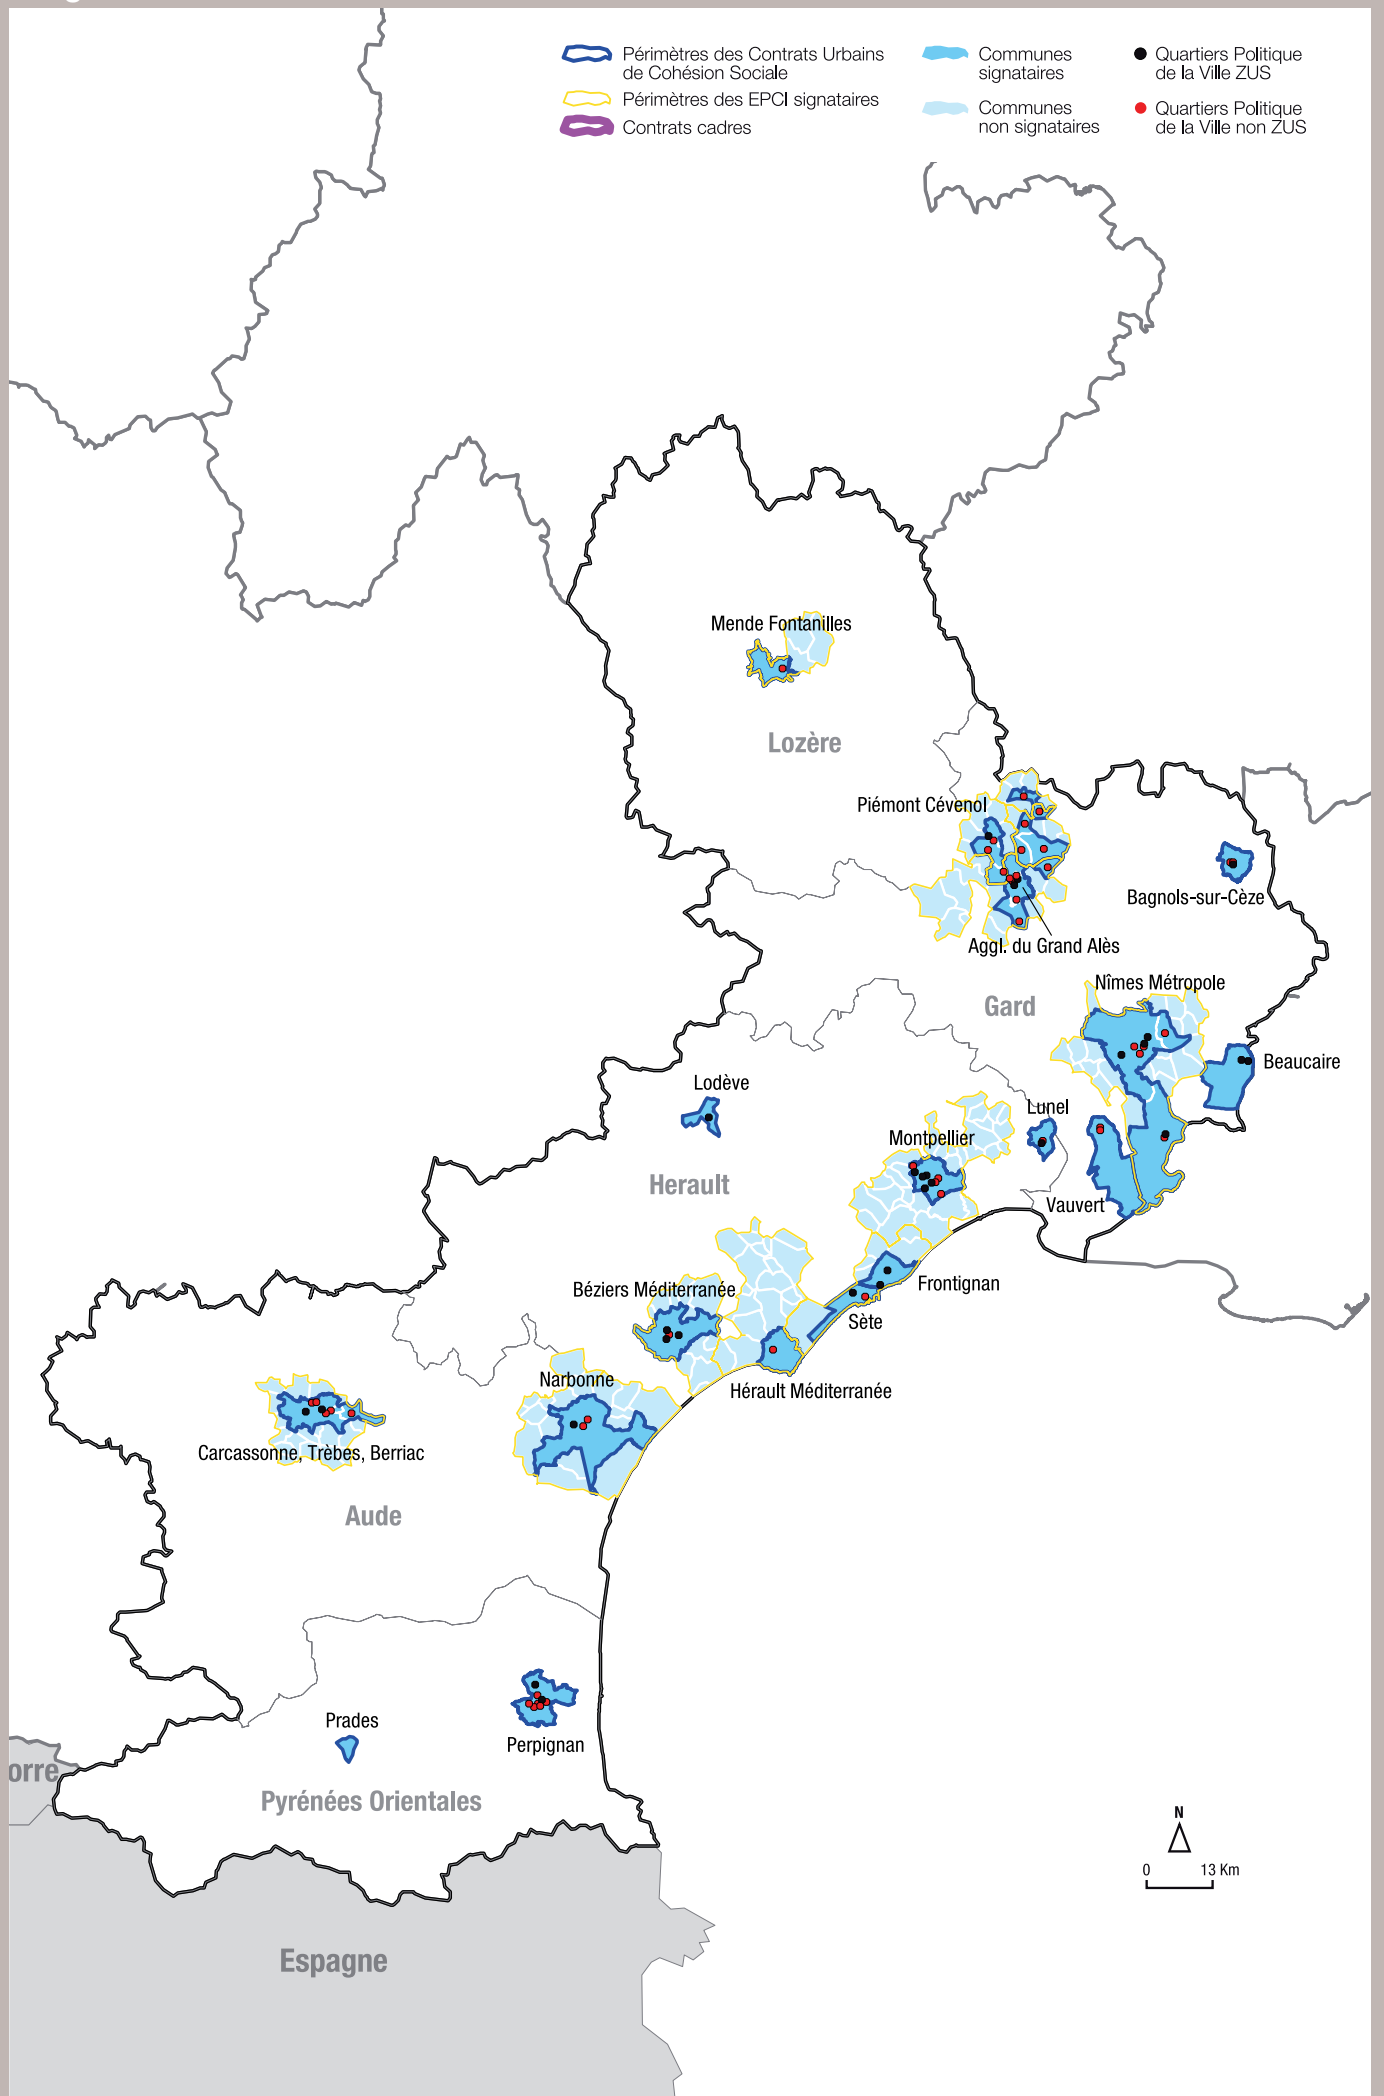 Périmètres des Contrats Urbains
de Cohésion Sociale
Périmètres des EPCI signataires
Contrats cadres
Communes
signataires
Communes
non signataires
Quartiers Politique
de la Ville ZUS
Quartiers Politique
de la Ville non ZUS
Mende Fontanilles
Lozère
Piémont Cévenol
Bagnols-sur-Cèze
Aggl. du Grand Alès
Nîmes Métropole
Gard
Beaucaire
Lodève
Lunel
Montpellier
Herault
Vauvert
Frontignan
Béziers Méditerranée
Sète
Narbonne
Hérault Méditerranée
Carcassonne, Trèbes, Berriac
Aude
Prades
Perpignan
orre
Pyrénées Orientales
N
0 13 Km
Espagne